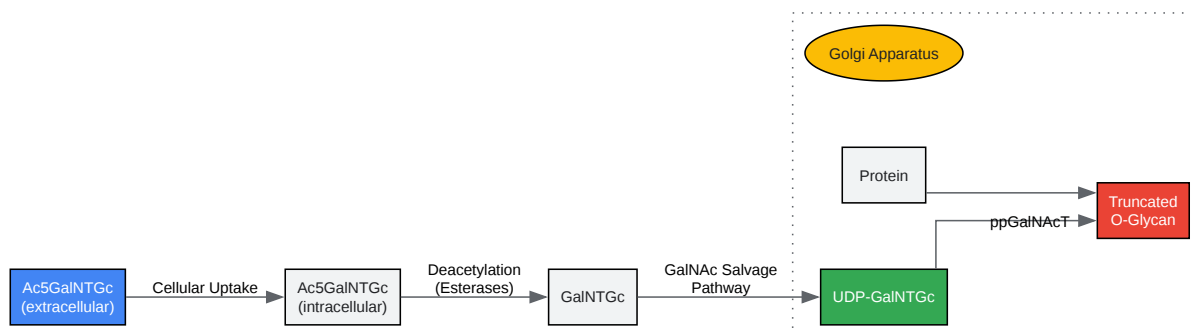 Golgi Apparatus
Protein
Truncated
O-Glycan
ppGalNAcT
Ac5GalNTGc
(extracellular)
Cellular Uptake
Ac5GalNTGc
(intracellular)
Deacetylation
(Esterases)
GalNTGc
GalNAc Salvage
Pathway
UDP-GalNTGc